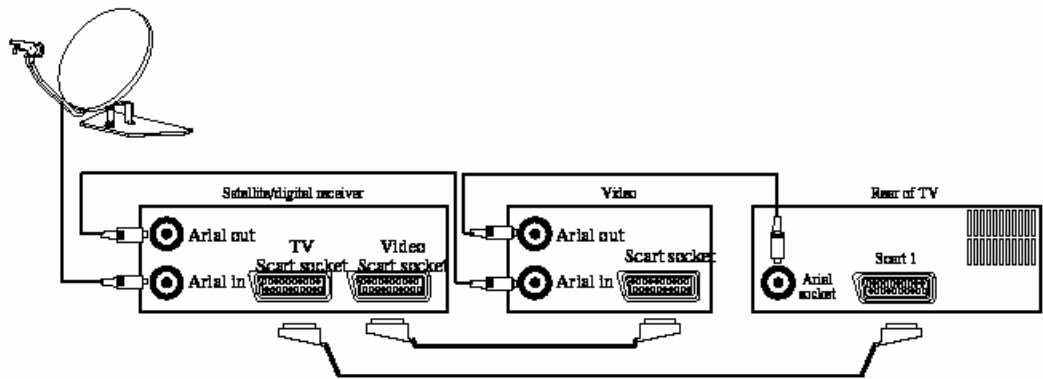 Satellite/digital receiver
Video
Rear of TV
Arial out
TV
Scart socket
Video
Scart socket
Arial in
Arial out
Scart socket
Arial in
Scart 1
Arial
socket